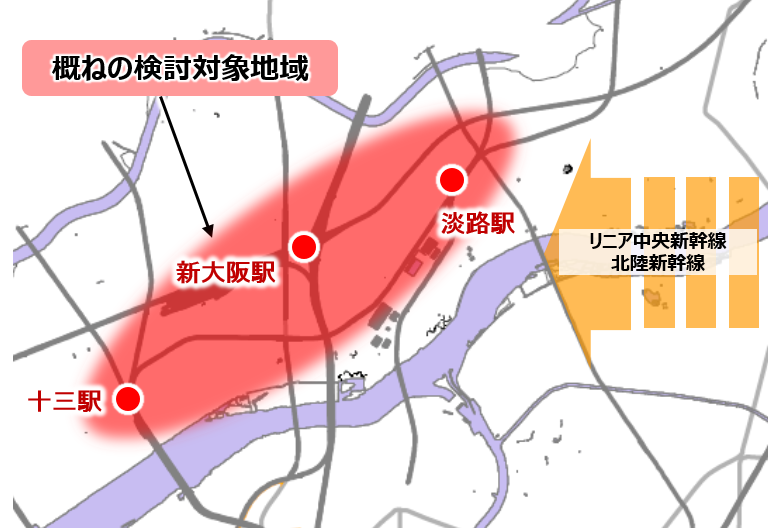 概ねの検討対象地域
淡路駅
リニア中央新幹線
北陸新幹線
新大阪駅
十三駅